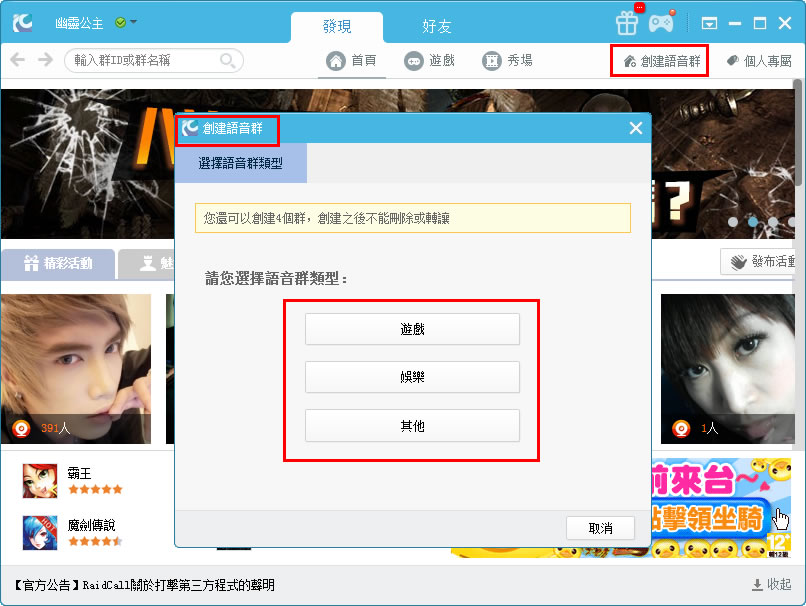 幽靈公主
發現
好友
輸入群ID或群名稱
首頁
遊戲
秀場
創建語音群
個人專屬
創建語音群
選擇語音群類型
您還可以創建4個群，創建之後不能刪除或轉讓
請您選擇語音群類型：
遊戲
娛樂
其他
取消
?
精彩活動
魅
發布活動
391人
1人
霸王
魔劍傳說
HOT
前來台~
點擊領坐騎
12+
輔12級
【官方公告】RaidCall關於打擊第三方程式的聲明
收起